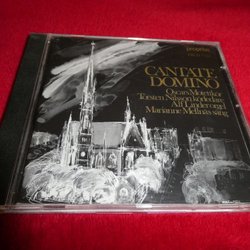 proprius
CANTATE
DOMINO
Oscars Motettkör
Torsten Nilsson kördedare
Alf Linder orgel
Marianne Mellnäs sång